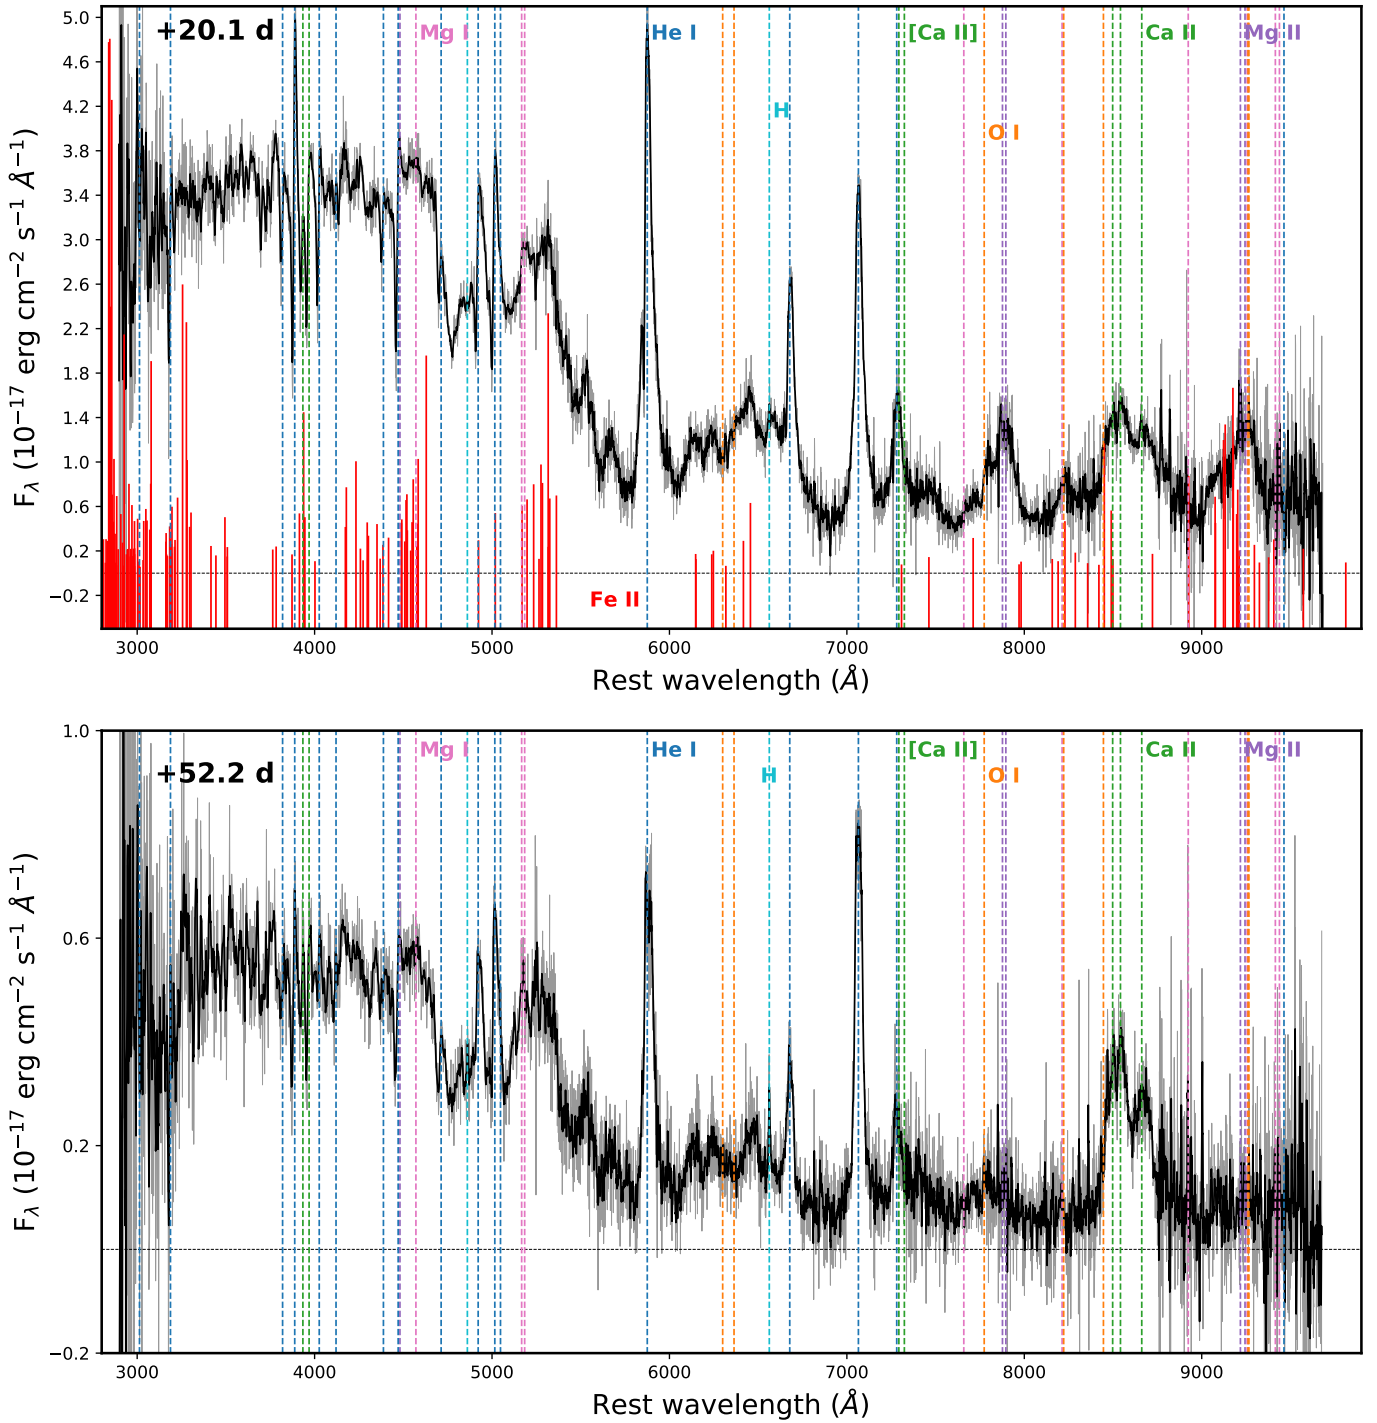 +20.1 d
Mg I
He I
[Ca II]
Ca II
Mg II
H
O I
Fe II
5.0
4.6
4.2
3.8
3.4
3.0
2.6
2.2
1.8
1.4
1.0
0.6
0.2
−0.2
F_λ (10⁻¹⁷ erg cm⁻² s⁻¹ Å⁻¹)
3000 4000 5000 6000 7000 8000 9000
Rest wavelength (Å)
+52.2 d
Mg I
He I
[Ca II]
Ca II
Mg II
H
O I
1.0
0.6
0.2
−0.2
F_λ (10⁻¹⁷ erg cm⁻² s⁻¹ Å⁻¹)
3000 4000 5000 6000 7000 8000 9000
Rest wavelength (Å)